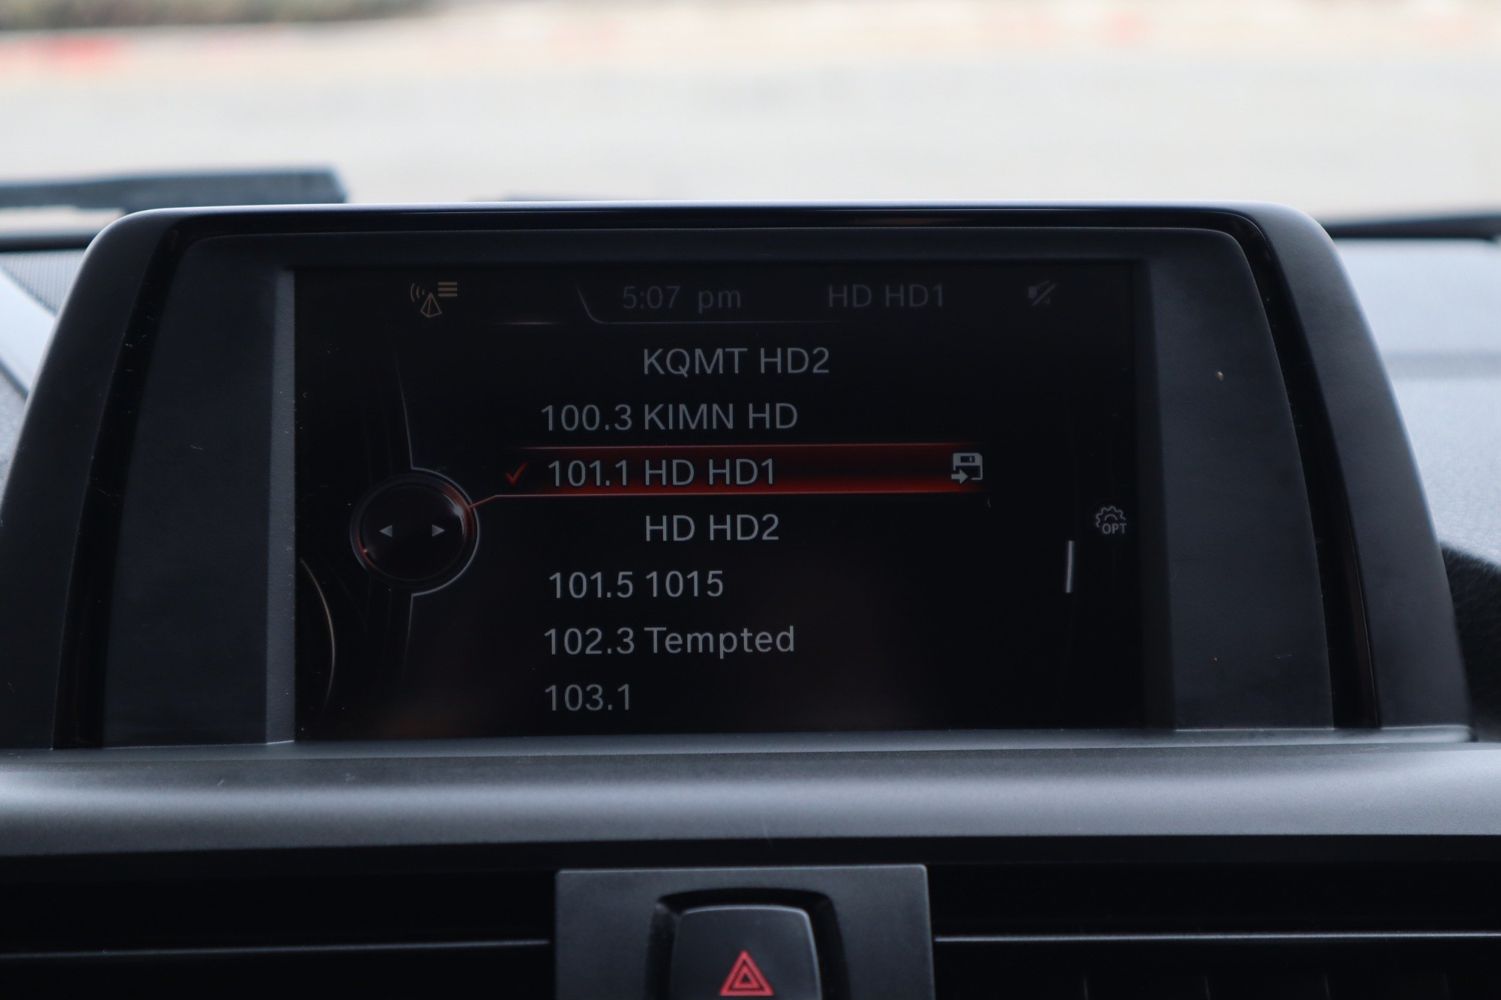 5:07 pm HD HD1
KQMT HD2
100.3 KIMN HD
101.1 HD HD1
HD HD2
OPT
101.5 1015
102.3 Tempted
103.1